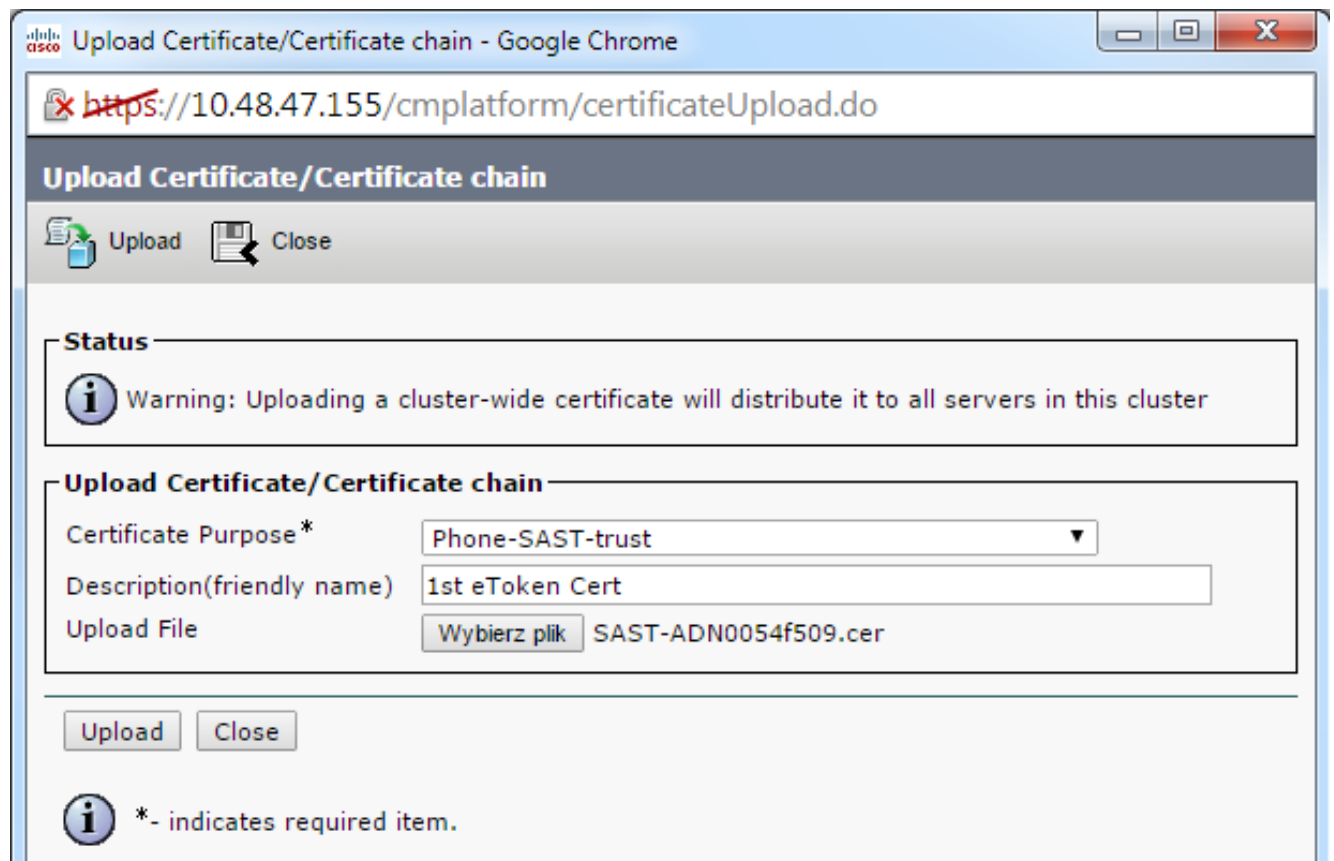 cisco Upload Certificate/Certificate chain - Google Chrome
https://10.48.47.155/cmplatform/certificateUpload.do
Upload Certificate/Certificate chain
Upload Close
Status
i Warning: Uploading a cluster-wide certificate will distribute it to all servers in this cluster
Upload Certificate/Certificate chain
Certificate Purpose* Phone-SAST-trust
Description(friendly name) 1st eToken Cert
Upload File Wybierz plik SAST-ADN0054f509.cer
Upload Close
i *- indicates required item.